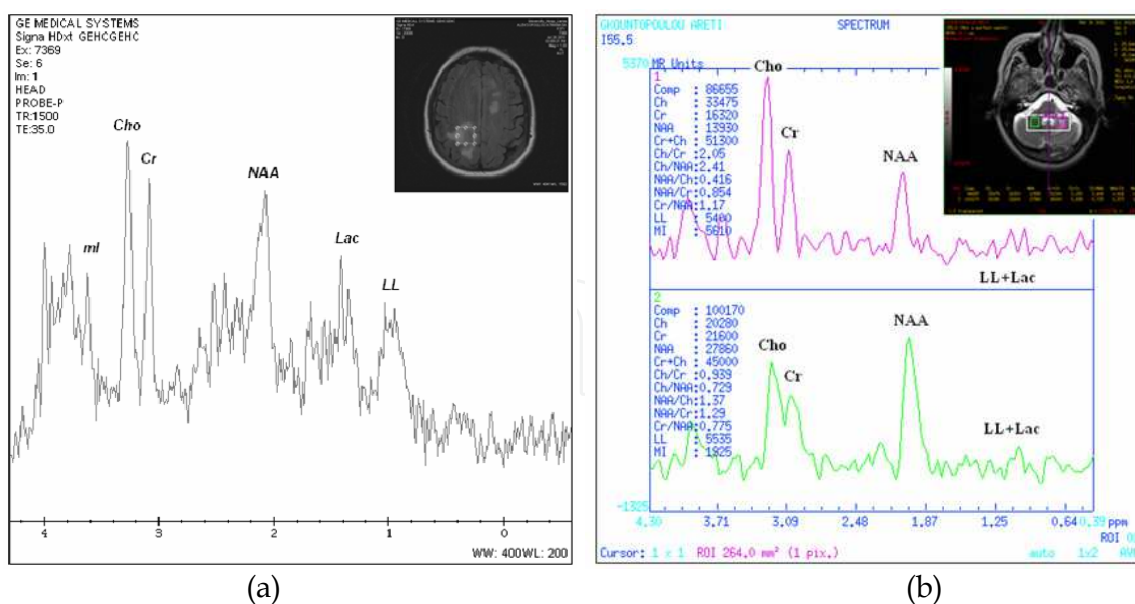 GE MEDICAL SYSTEMS
Signa HDxt GEHCGEHC
Ex: 7369
Se: 6
Im: 1
HEAD
PROBE-P
TR:1500
TE:35.0
Cho
Cr
NAA
mI
Lac
LL
4 3 2 1 0
WW: 400WL: 200
(a)
GKOUNTOPOULOU ARETI SPECTRUM
I55.5
5370 MR Units
1
Comp : 86655
Ch : 33475
Cr : 16320
NAA : 13930
Cr+Ch : 51300
Ch/Cr : 2.05
Ch/NAA: 2.41
NAA/Ch: 0.416
NAA/Cr: 0.854
Cr/NAA: 1.17
LL : 5400
MI : 5610
Cho
Cr
NAA
LL+Lac
2
Comp : 100170
Ch : 20280
Cr : 21600
NAA : 27860
Cr+Ch : 45000
Ch/Cr : 0.939
Ch/NAA: 0.729
NAA/Ch: 1.37
NAA/Cr: 1.29
Cr/NAA: 0.775
LL : 5535
MI : 1925
Cho
Cr
NAA
LL+Lac
-1325
4.30 3.71 3.09 2.48 1.87 1.25 0.64 0.39 ppm
ROI
Cursor: 1 x 1 ROI 264.0 mm² (1 pix.) auto 1x2
(b)